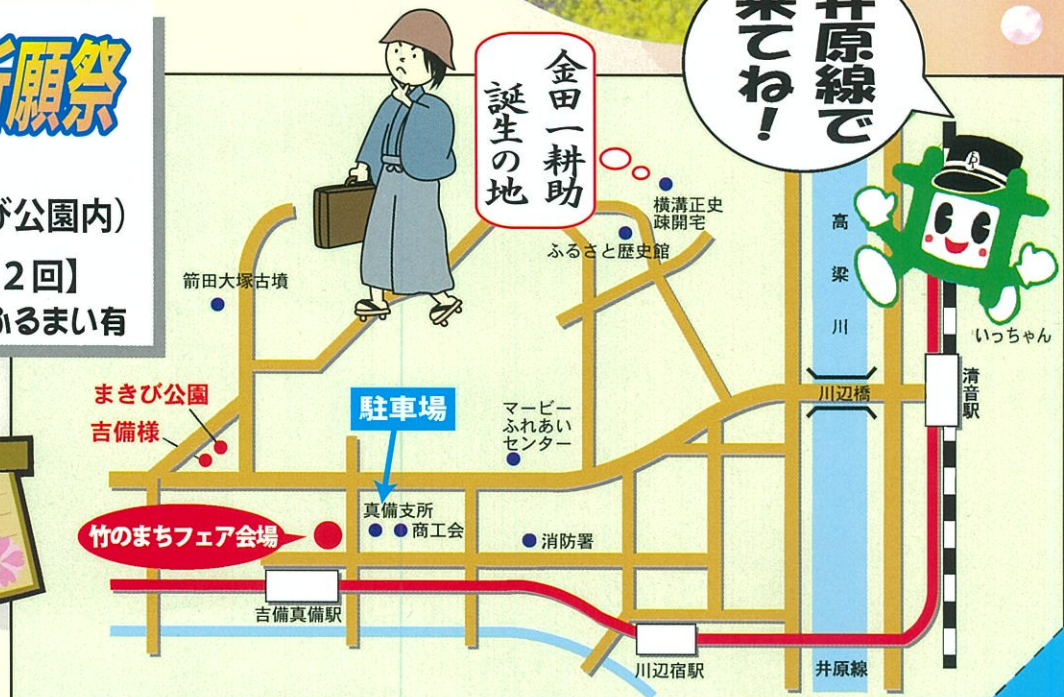 願祭
び公園内）
２回】
ふるまい有
金田一耕助
誕生の地
井原線で
来てね！
いっちゃん
横溝正史
疎開宅
ふるさと歴史館
箭田大塚古墳
高梁川
川辺橋
清音駅
まきび公園
吉備様
駐車場
マービー
ふれあい
センター
真備支所
商工会
消防署
竹のまちフェア会場
吉備真備駅
川辺宿駅
井原線